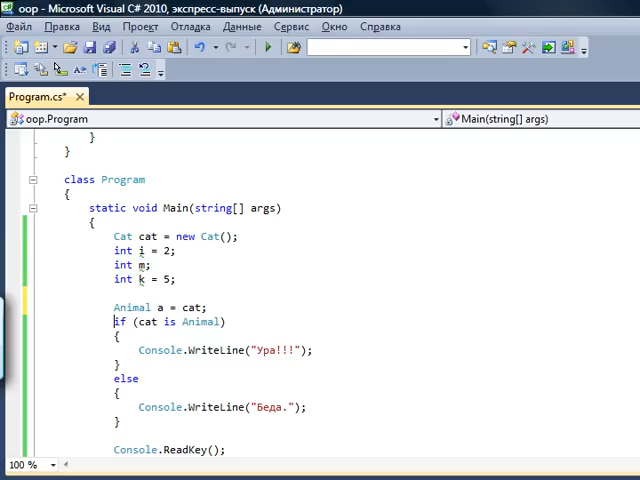 oop - Microsoft Visual C# 2010, экспресс-выпуск (Администратор)
Файл Правка Вид Проект Отладка Данные Сервис Окно Справка
Program.cs*
oop.Program Main(string[] args)
}
}
class Program
{
static void Main(string[] args)
{
Cat cat = new Cat();
int i = 2;
int m;
int k = 5;
Animal a = cat;
if (cat is Animal)
{
Console.WriteLine("Ура!!!");
}
else
{
Console.WriteLine("Беда.");
}
Console.ReadKey();
100 %